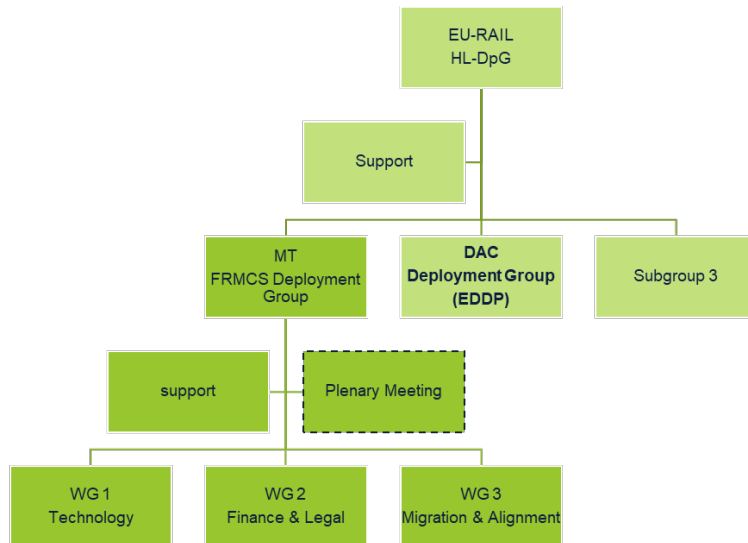 EU-RAIL
HL-DpG
Support
MT
FRMCS Deployment
Group
DAC
Deployment Group
(EDDP)
Subgroup 3
support
Plenary Meeting
WG 1
Technology
WG 2
Finance & Legal
WG 3
Migration & Alignment